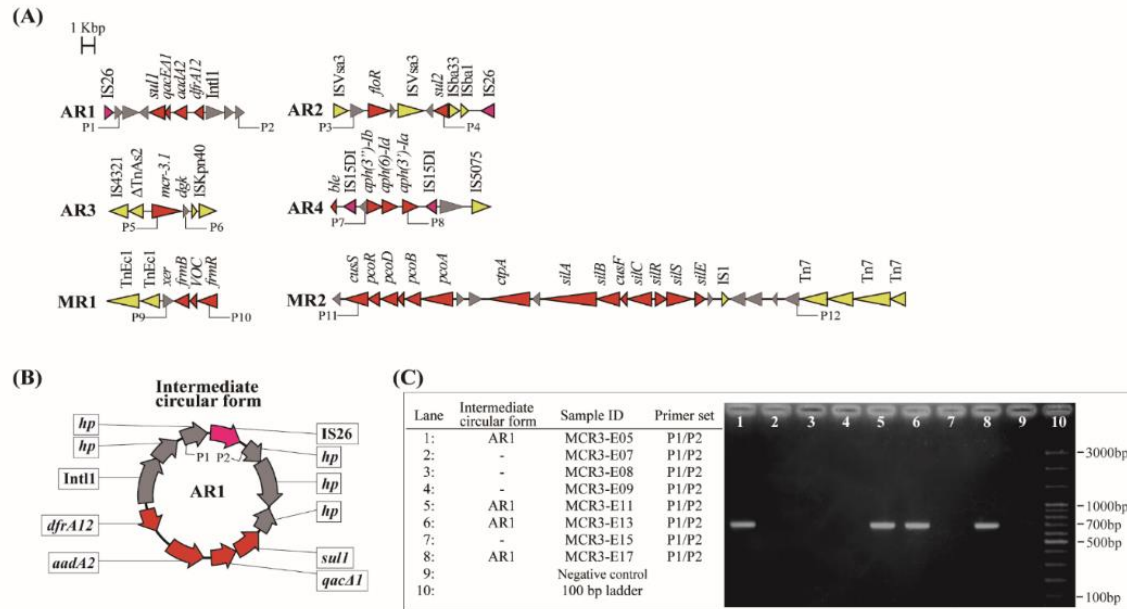 (A)
1 Kbp
IS26 sul1 qacEΔ1 aadA2 dfrA12 Intl1
AR1
P1 P2
ISVsa3 floR ISVsa3 sul2 ISba33 ISba1 IS26
AR2
P3 P4
IS4321 ΔTnAs2 mcr-3.1 dgk ISKpn40
AR3
P5 P6
ble IS15DI aph(3'')-Ib aph(6)-Id aph(3')-Ia IS15DI IS5075
AR4
P7 P8
TnEc1 TnEc1 xer frmB VOC frmR
MR1
P9 P10
cusS pcoR pcoD pcoB pcoA ctpA silA silB cusF silC silR silS silE IS1 Tn7 Tn7 Tn7
MR2
P11 P12
(B)
Intermediate
circular form
hp IS26
hp P1 P2 hp
Intl1 AR1 hp
dfrA12 hp
aadA2 sul1
qacΔ1
(C)
Lane Intermediate circular form Sample ID Primer set
1: AR1 MCR3-E05 P1/P2
2: - MCR3-E07 P1/P2
3: - MCR3-E08 P1/P2
4: - MCR3-E09 P1/P2
5: AR1 MCR3-E11 P1/P2
6: AR1 MCR3-E13 P1/P2
7: - MCR3-E15 P1/P2
8: AR1 MCR3-E17 P1/P2
9: Negative control
10: 100 bp ladder
1 2 3 4 5 6 7 8 9 10
3000bp
1000bp
700bp
500bp
100bp